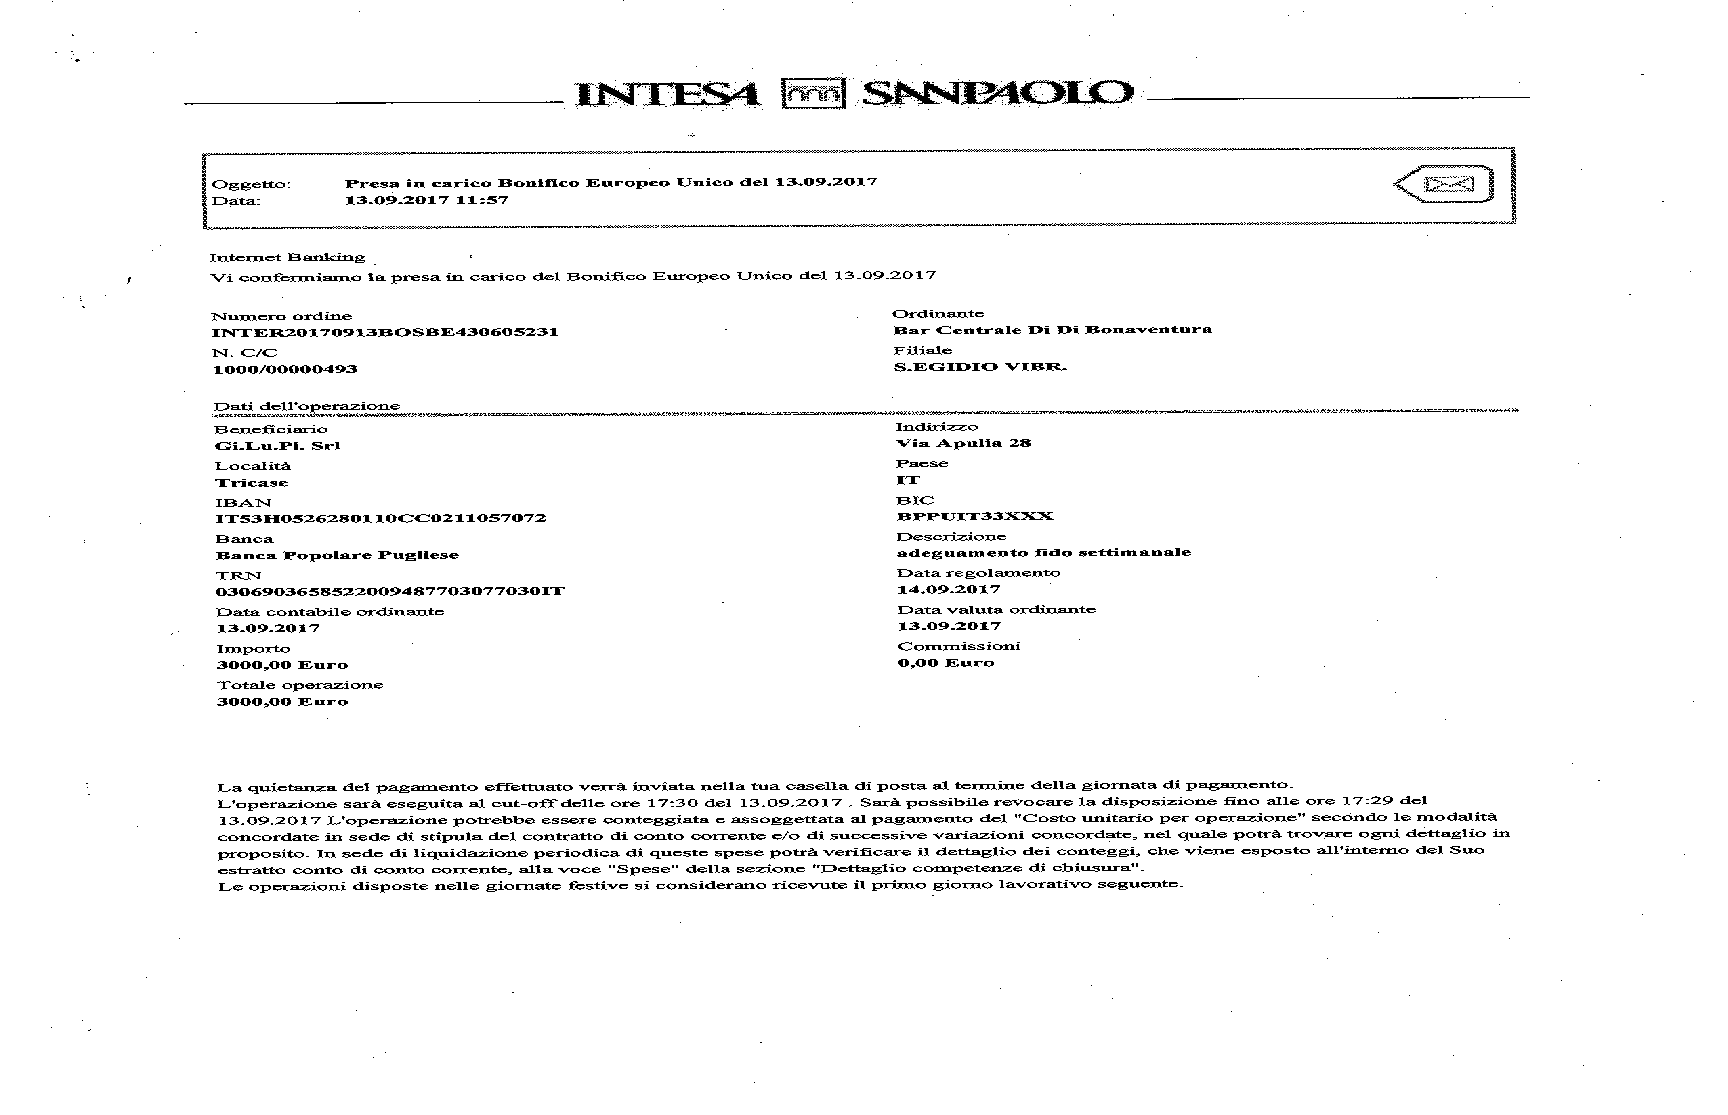 INTESA SANPAOLO
Oggetto: Presa in carico Bonifico Europeo Unico del 13.09.2017
Data: 13.09.2017 11:57
Internet Banking
Vi confermiamo la presa in carico del Bonifico Europeo Unico del 13.09.2017
Numero ordine Ordinante
INTER20170913BOSBE430605231 Bar Centrale Di Di Bonaventura
N. C/C Filiale
1000/00000493 S.EGIDIO VIBR.
Dati dell'operazione
Beneficiario Indirizzo
Gi.Lu.Pi. Srl Via Apulia 28
Località Paese
Tricase IT
IBAN BIC
IT53H0526280110CC0211057072 BPPUIT33XXX
Banca Descrizione
Banca Popolare Pugliese adeguamento fido settimanale
TRN Data regolamento
0306903658522009487703077030IT 14.09.2017
Data contabile ordinante Data valuta ordinante
13.09.2017 13.09.2017
Importo Commissioni
3000,00 Euro 0,00 Euro
Totale operazione
3000,00 Euro
La quietanza del pagamento effettuato verrà inviata nella tua casella di posta al termine della giornata di pagamento.
L'operazione sarà eseguita al cut-off delle ore 17:30 del 13.09.2017 . Sarà possibile revocare la disposizione fino alle ore 17:29 del
13.09.2017 L'operazione potrebbe essere conteggiata e assoggettata al pagamento del "Costo unitario per operazione" secondo le modalità
concordate in sede di stipula del contratto di conto corrente e/o di successive variazioni concordate, nel quale potrà trovare ogni dettaglio in
proposito. In sede di liquidazione periodica di queste spese potrà verificare il dettaglio dei conteggi, che viene esposto all'interno del Suo
estratto conto di conto corrente, alla voce "Spese" della sezione "Dettaglio competenze di chiusura".
Le operazioni disposte nelle giornate festive si considerano ricevute il primo giorno lavorativo seguente.